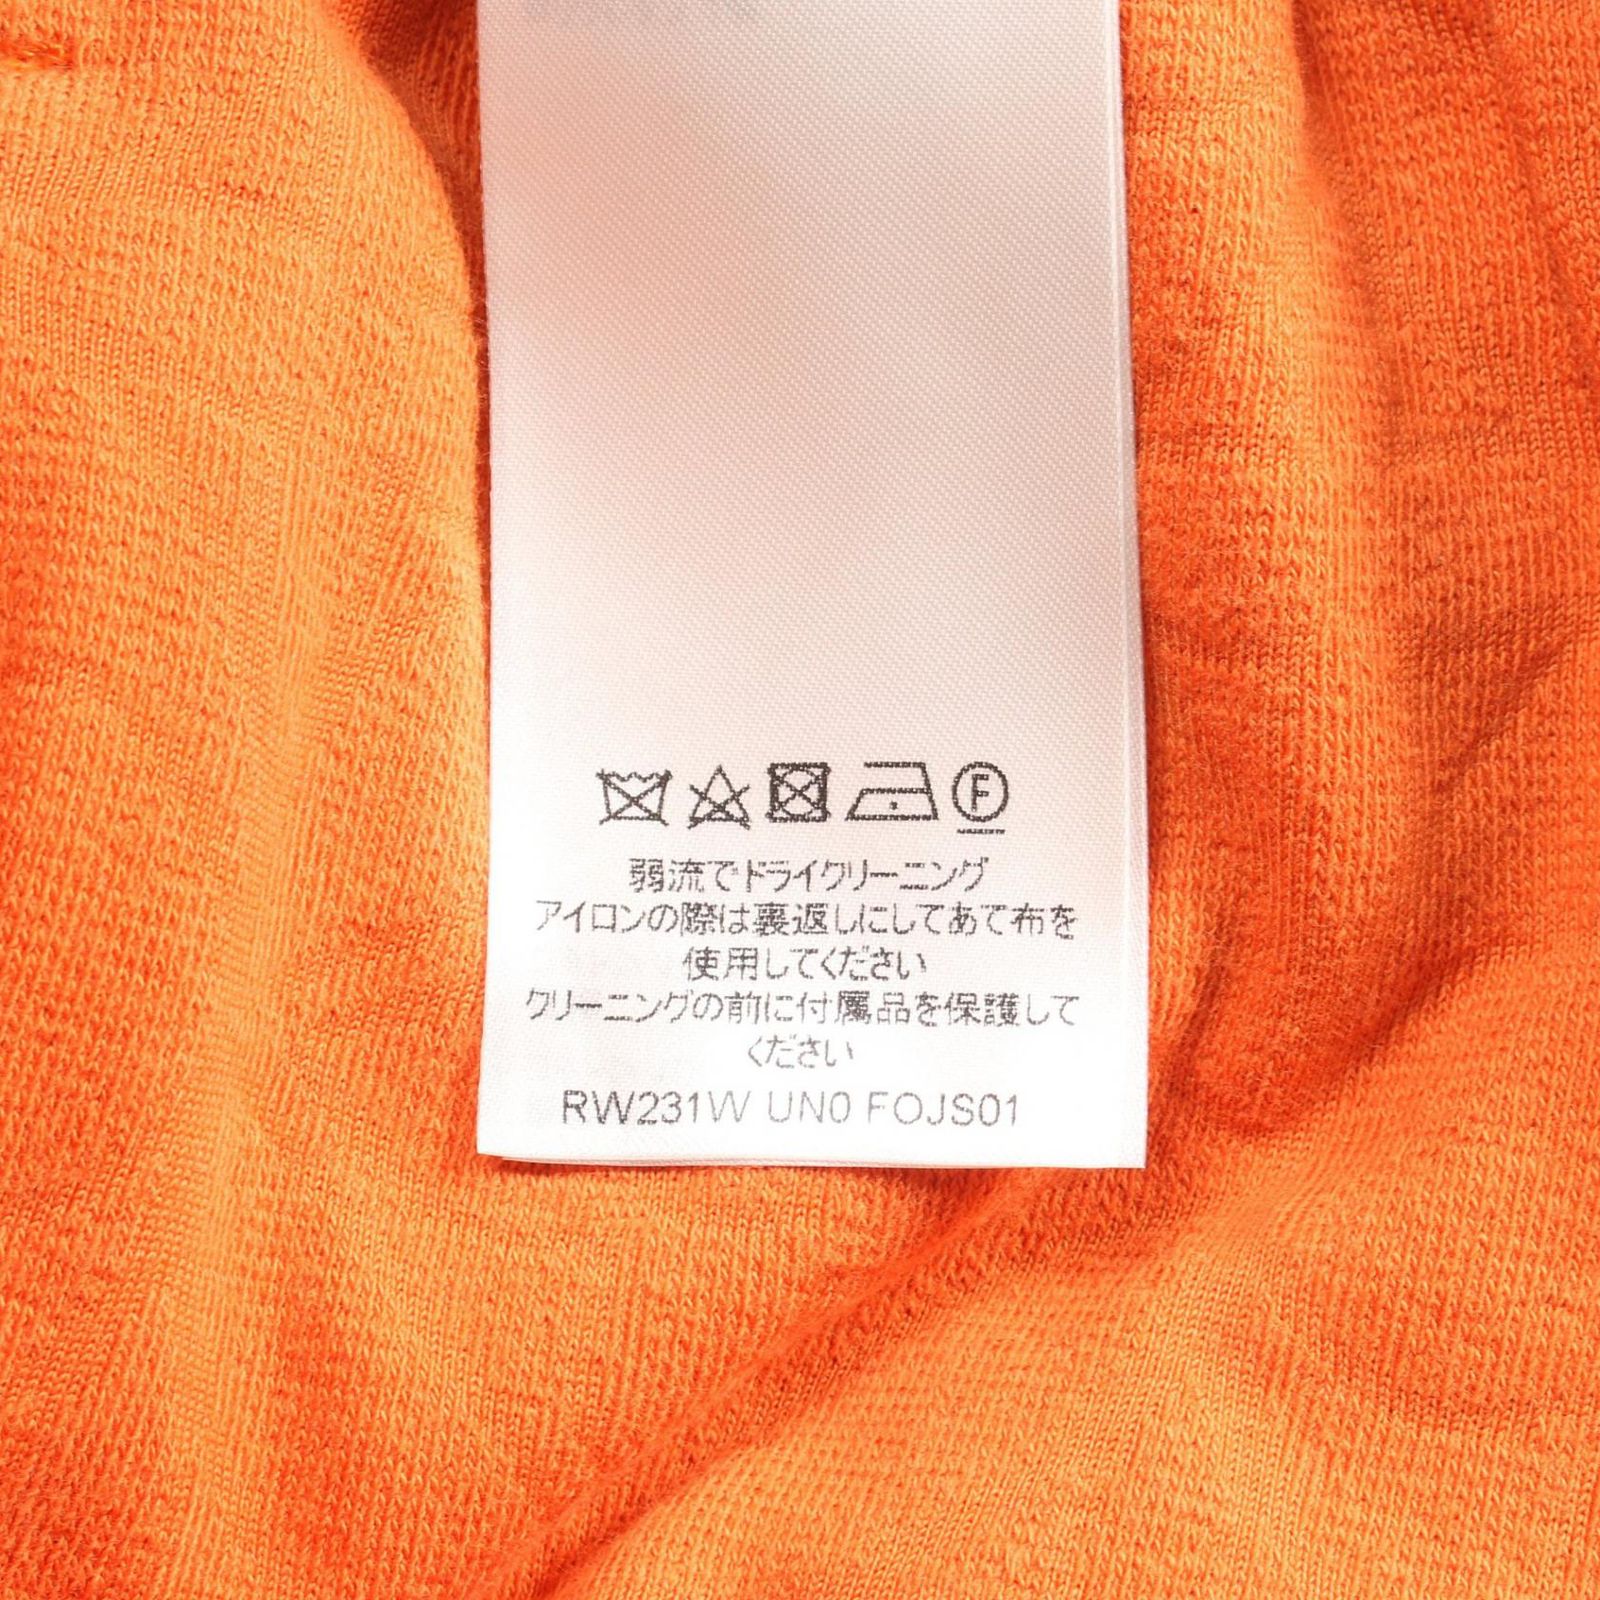 F
弱流でドライクリーニング
アイロンの際は裏返しにしてあて布を
使用してください
クリーニングの前に付属品を保護して
ください
RW231W UN0 FOJS01